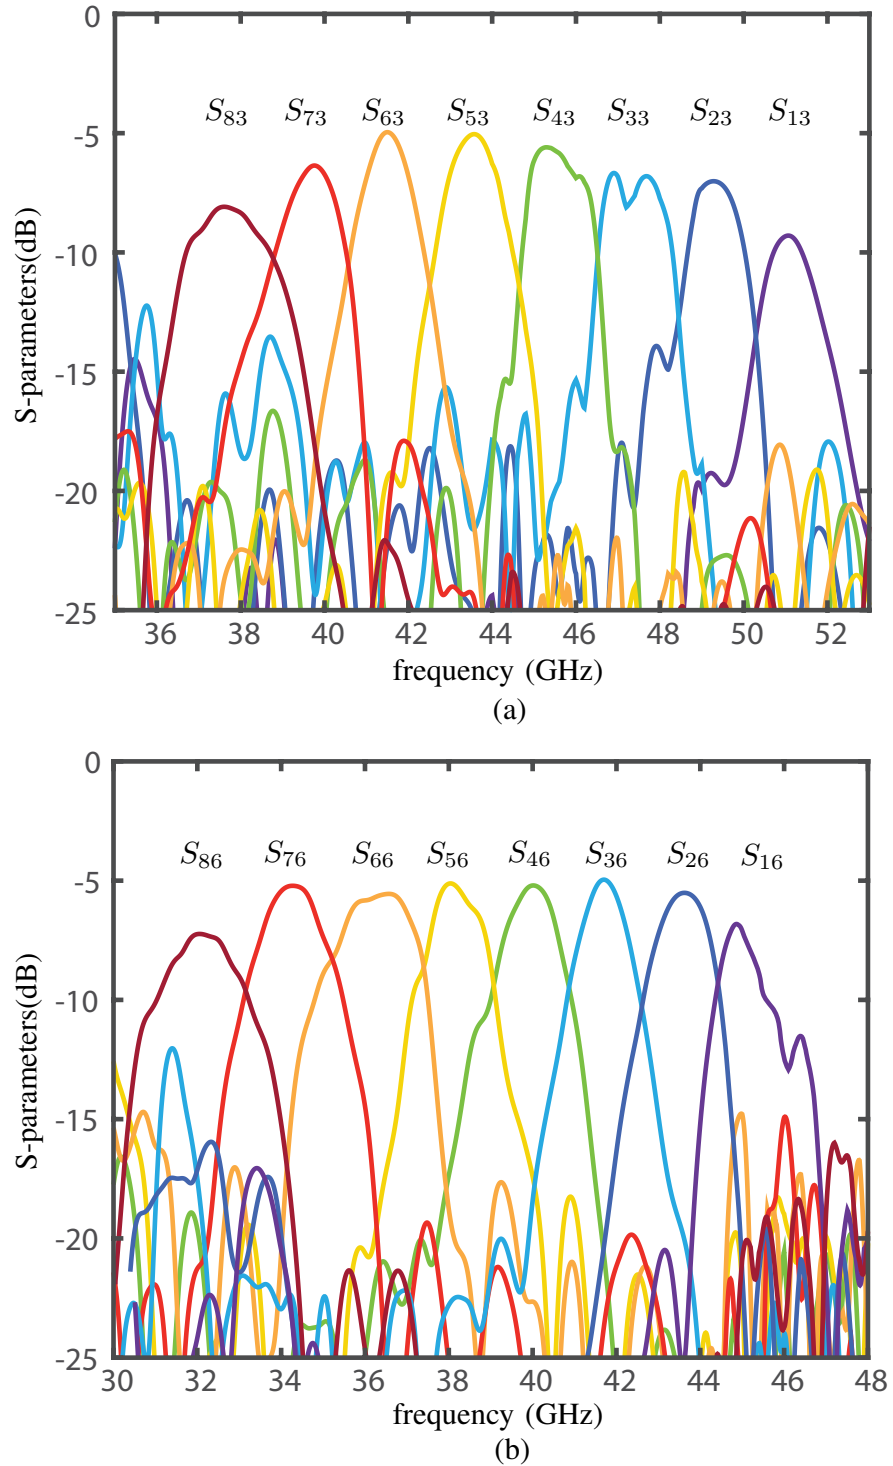 0
S83 S73 S63 S53 S43 S33 S23 S13
-5
-10
-15
-20
-25
S-parameters(dB)
36 38 40 42 44 46 48 50 52
frequency (GHz)
(a)
0
S86 S76 S66 S56 S46 S36 S26 S16
-5
-10
-15
-20
-25
S-parameters(dB)
30 32 34 36 38 40 42 44 46 48
frequency (GHz)
(b)